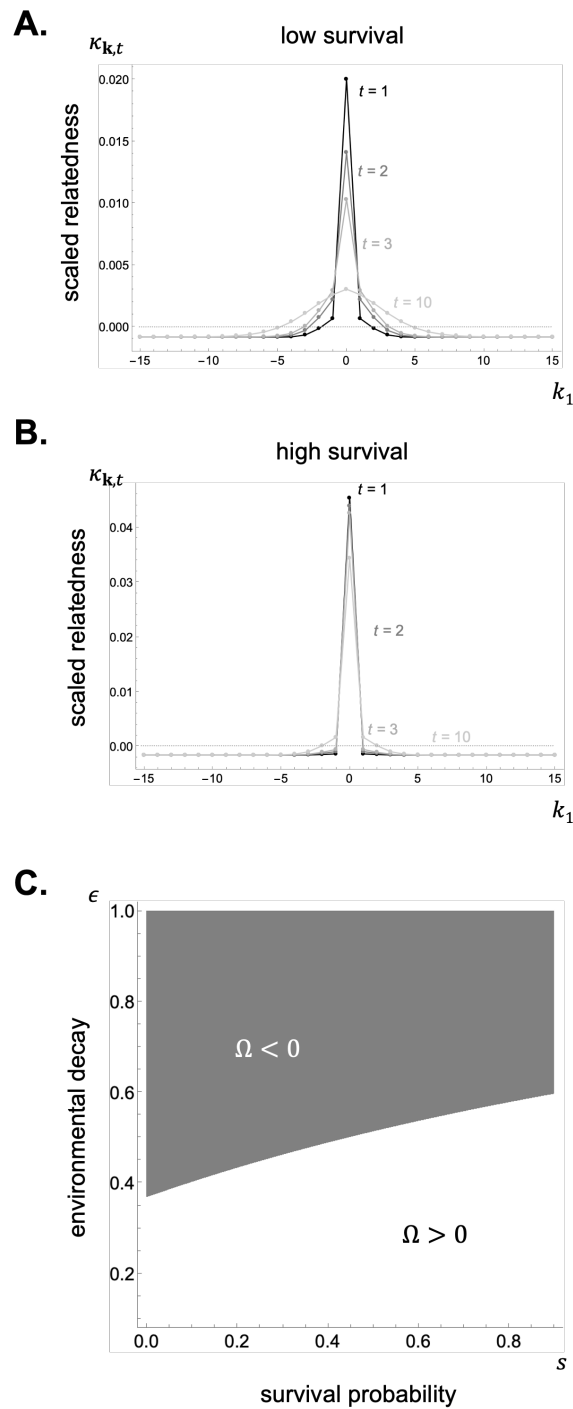 A.
low survival
κk,t
0.020
t = 1
0.015
t = 2
scaled relatedness
0.010
t = 3
0.005
t = 10
0.000
−15 −10 −5 0 5 10 15
k1
B.
high survival
κk,t
t = 1
0.04
0.03
scaled relatedness
t = 2
0.02
0.01
t = 3
t = 10
0.00
−15 −10 −5 0 5 10 15
k1
C.
ϵ
1.0
0.8
Ω < 0
environmental decay
0.6
0.4
Ω > 0
0.2
0.0 0.2 0.4 0.6 0.8
s
survival probability